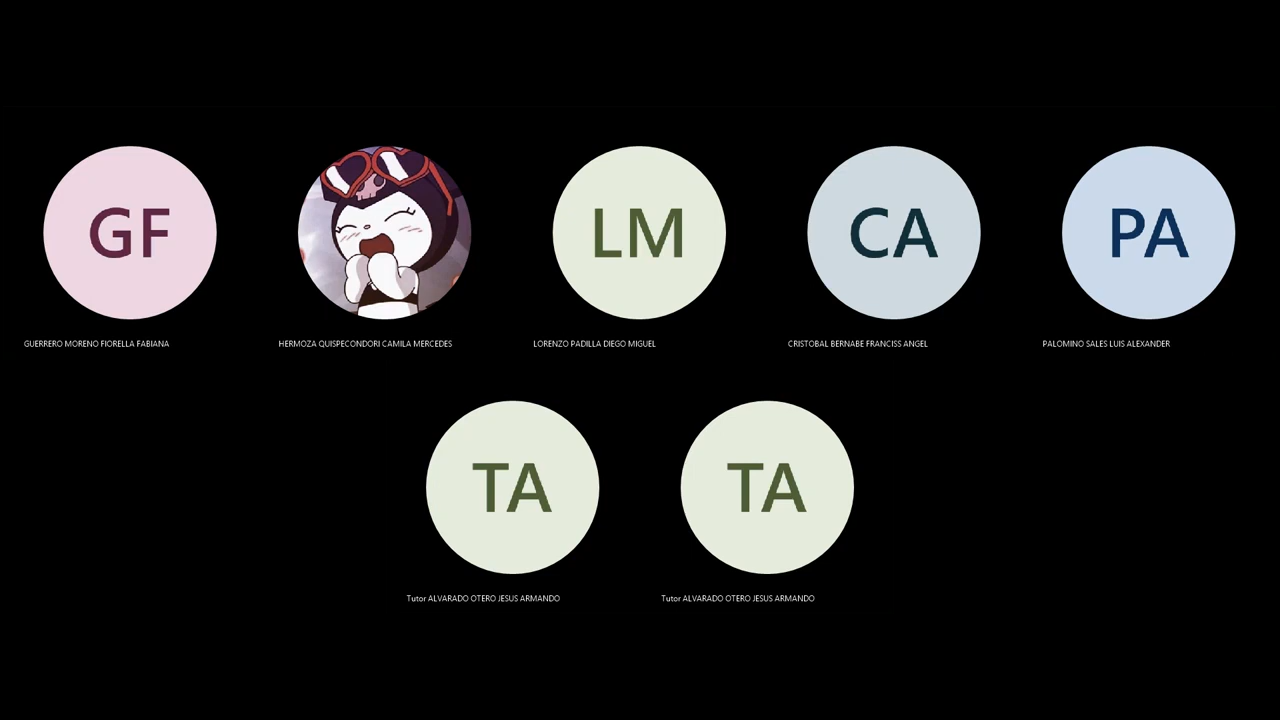 GF
LM
CA
PA
GUERRERO MORENO FIORELLA FABIANA
HERMOZA QUISPECONDORI CAMILA MERCEDES
LORENZO PADILLA DIEGO MIGUEL
CRISTOBAL BERNABE FRANCISS ANGEL
PALOMINO SALES LUIS ALEXANDER
TA
TA
Tutor ALVARADO OTERO JESUS ARMANDO
Tutor ALVARADO OTERO JESUS ARMANDO